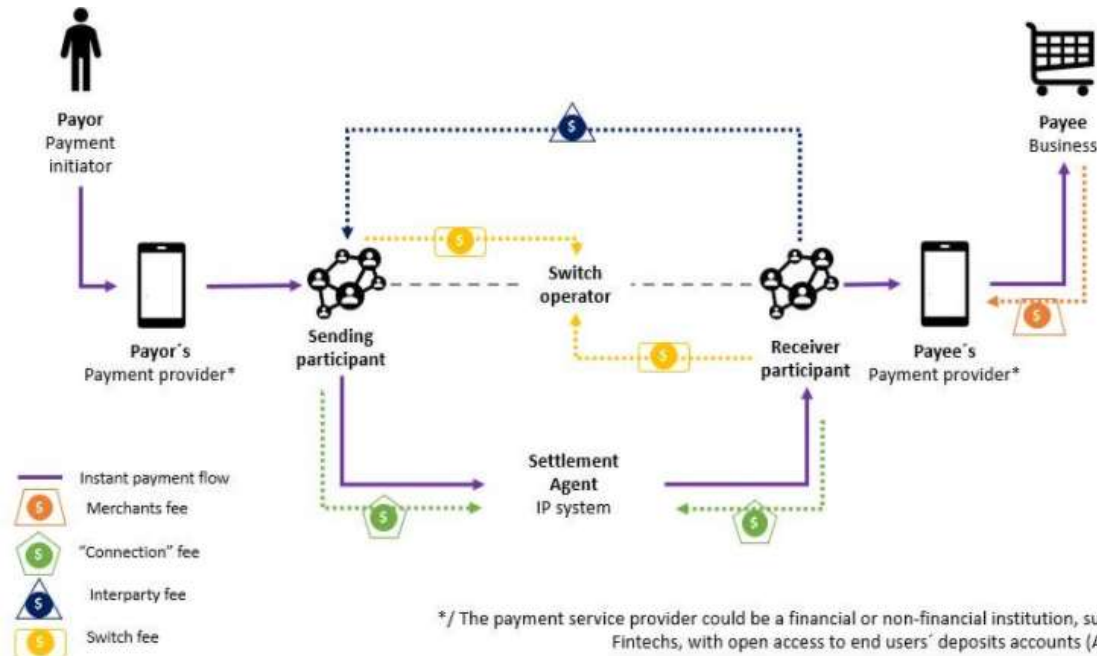 Payor
Payment
initiator
Payee
Business
$
$
Switch
operator
$
$
Sending
participant
Receiver
participant
Payor´s
Payment provider*
Payee´s
Payment provider*
Settlement
Agent
IP system
$
$
Instant payment flow
$ Merchants fee
$ "Connection" fee
$ Interparty fee
$ Switch fee
*/ The payment service provider could be a financial or non-financial institution, su
Fintechs, with open access to end users´ deposits accounts (A